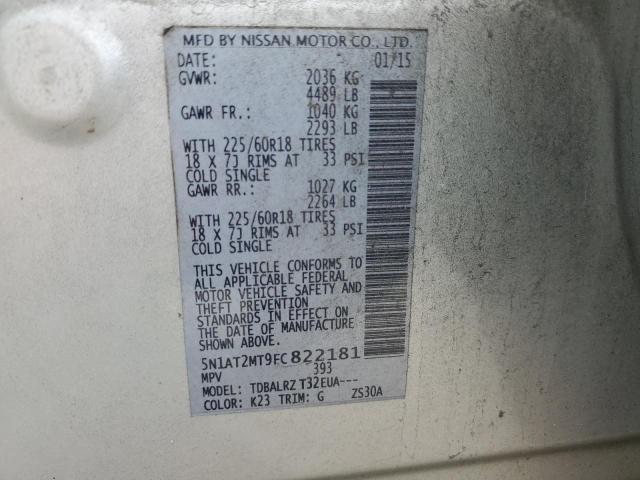 MFD BY NISSAN MOTOR CO., LTD.
DATE: 01/15
GVWR: 2036 KG
4489 LB
GAWR FR.: 1040 KG
2293 LB
WITH 225/60R18 TIRES
18 X 7J RIMS AT 33 PSI
COLD SINGLE
GAWR RR.: 1027 KG
2264 LB
WITH 225/60R18 TIRES
18 X 7J RIMS AT 33 PSI
COLD SINGLE
THIS VEHICLE CONFORMS TO
ALL APPLICABLE FEDERAL
MOTOR VEHICLE SAFETY AND
THEFT PREVENTION
STANDARDS IN EFFECT ON
THE DATE OF MANUFACTURE
SHOWN ABOVE.
5N1AT2MT9FC822181
MPV 393
MODEL: TDBALRZ T32EUA---
COLOR: K23 TRIM: G ZS30A